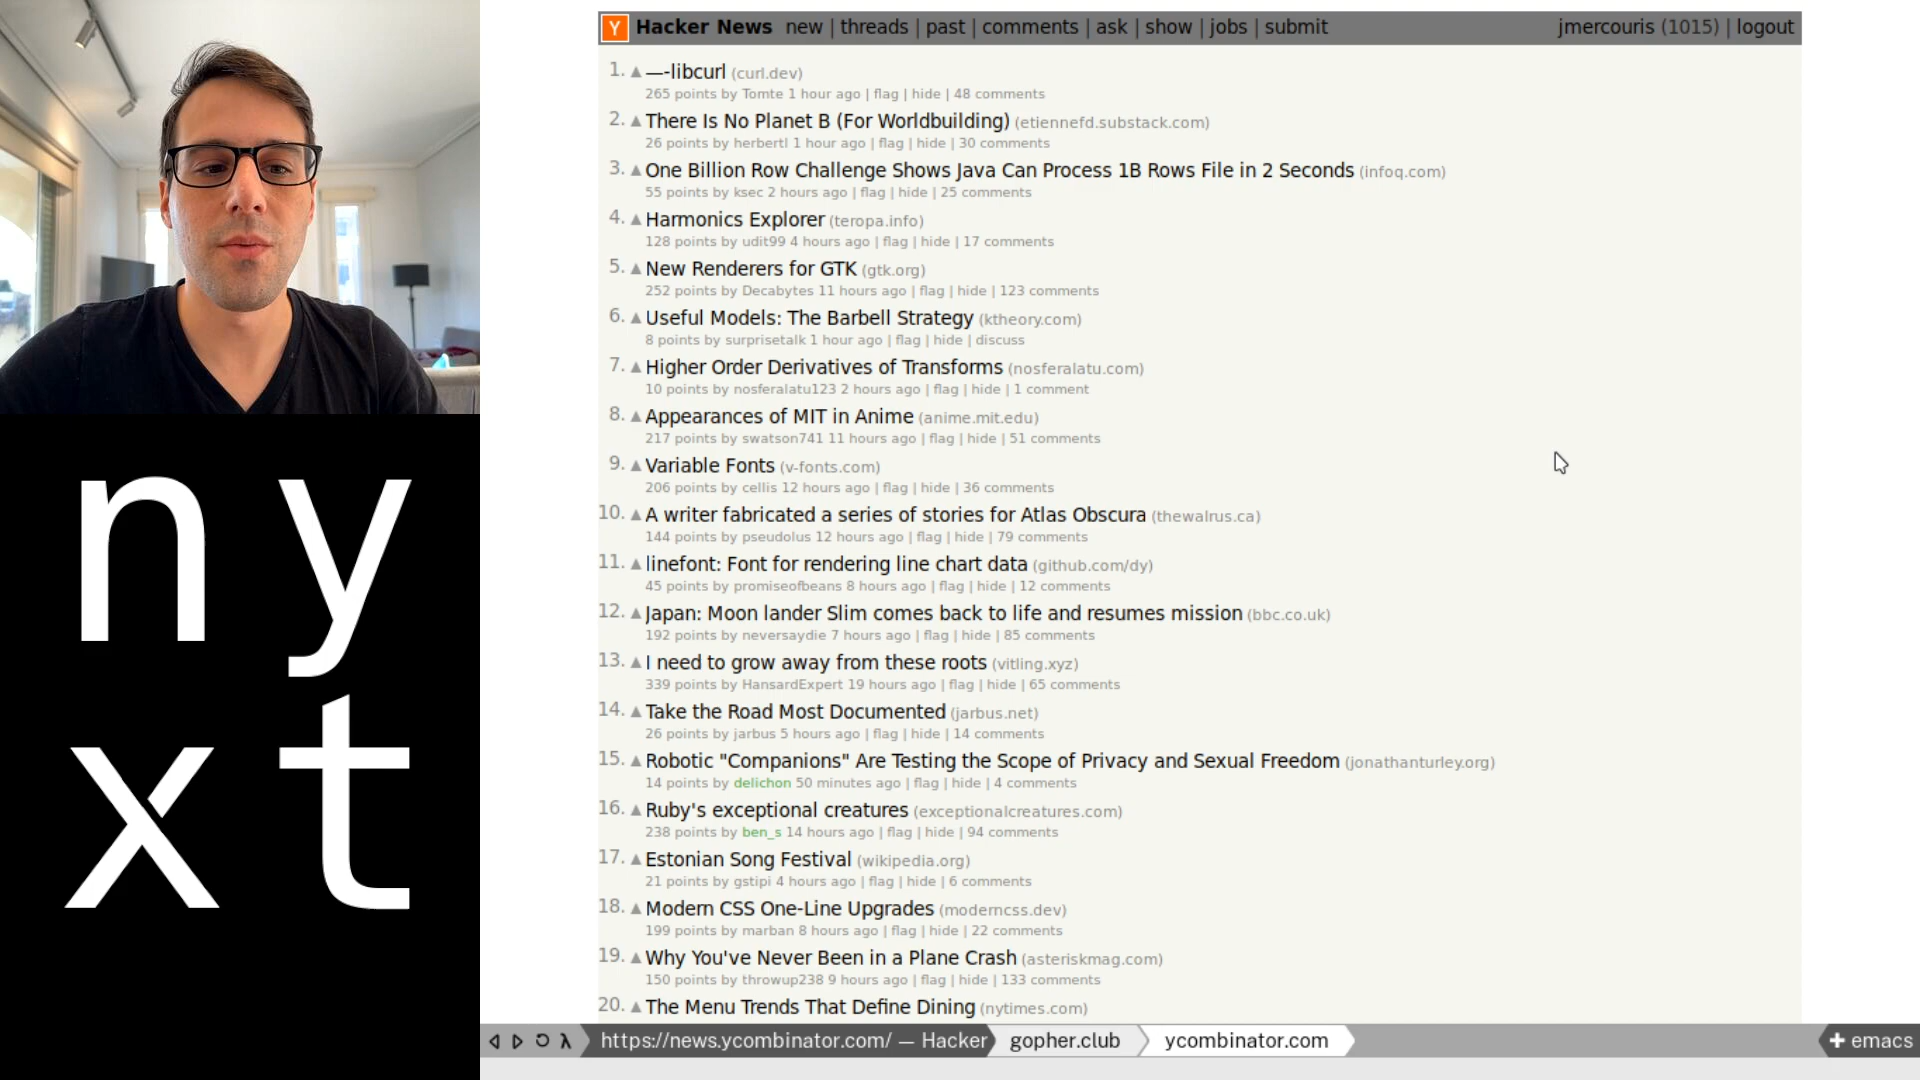 n y
x t
Y Hacker News new | threads | past | comments | ask | show | jobs | submit jmercouris (1015) | logout
1. —-libcurl (curl.dev)
265 points by Tomte 1 hour ago | flag | hide | 48 comments
2. There Is No Planet B (For Worldbuilding) (etiennefd.substack.com)
26 points by herbertl 1 hour ago | flag | hide | 30 comments
3. One Billion Row Challenge Shows Java Can Process 1B Rows File in 2 Seconds (infoq.com)
55 points by ksec 2 hours ago | flag | hide | 25 comments
4. Harmonics Explorer (teropa.info)
128 points by udit99 4 hours ago | flag | hide | 17 comments
5. New Renderers for GTK (gtk.org)
252 points by Decabytes 11 hours ago | flag | hide | 123 comments
6. Useful Models: The Barbell Strategy (ktheory.com)
8 points by surprisetalk 1 hour ago | flag | hide | discuss
7. Higher Order Derivatives of Transforms (nosferalatu.com)
10 points by nosferalatu123 2 hours ago | flag | hide | 1 comment
8. Appearances of MIT in Anime (anime.mit.edu)
217 points by swatson741 11 hours ago | flag | hide | 51 comments
9. Variable Fonts (v-fonts.com)
206 points by cellis 12 hours ago | flag | hide | 36 comments
10. A writer fabricated a series of stories for Atlas Obscura (thewalrus.ca)
144 points by pseudolus 12 hours ago | flag | hide | 79 comments
11. linefont: Font for rendering line chart data (github.com/dy)
45 points by promiseofbeans 8 hours ago | flag | hide | 12 comments
12. Japan: Moon lander Slim comes back to life and resumes mission (bbc.co.uk)
192 points by neversaydie 7 hours ago | flag | hide | 85 comments
13. I need to grow away from these roots (vitling.xyz)
339 points by HansardExpert 19 hours ago | flag | hide | 65 comments
14. Take the Road Most Documented (jarbus.net)
26 points by jarbus 5 hours ago | flag | hide | 14 comments
15. Robotic "Companions" Are Testing the Scope of Privacy and Sexual Freedom (jonathanturley.org)
14 points by delichon 50 minutes ago | flag | hide | 4 comments
16. Ruby's exceptional creatures (exceptionalcreatures.com)
238 points by ben_s 14 hours ago | flag | hide | 94 comments
17. Estonian Song Festival (wikipedia.org)
21 points by gstipi 4 hours ago | flag | hide | 6 comments
18. Modern CSS One-Line Upgrades (moderncss.dev)
199 points by marban 8 hours ago | flag | hide | 22 comments
19. Why You've Never Been in a Plane Crash (asteriskmag.com)
150 points by throwup238 9 hours ago | flag | hide | 133 comments
20. The Menu Trends That Define Dining (nytimes.com)
λ https://news.ycombinator.com/ — Hacker gopher.club ycombinator.com ✚ emacs